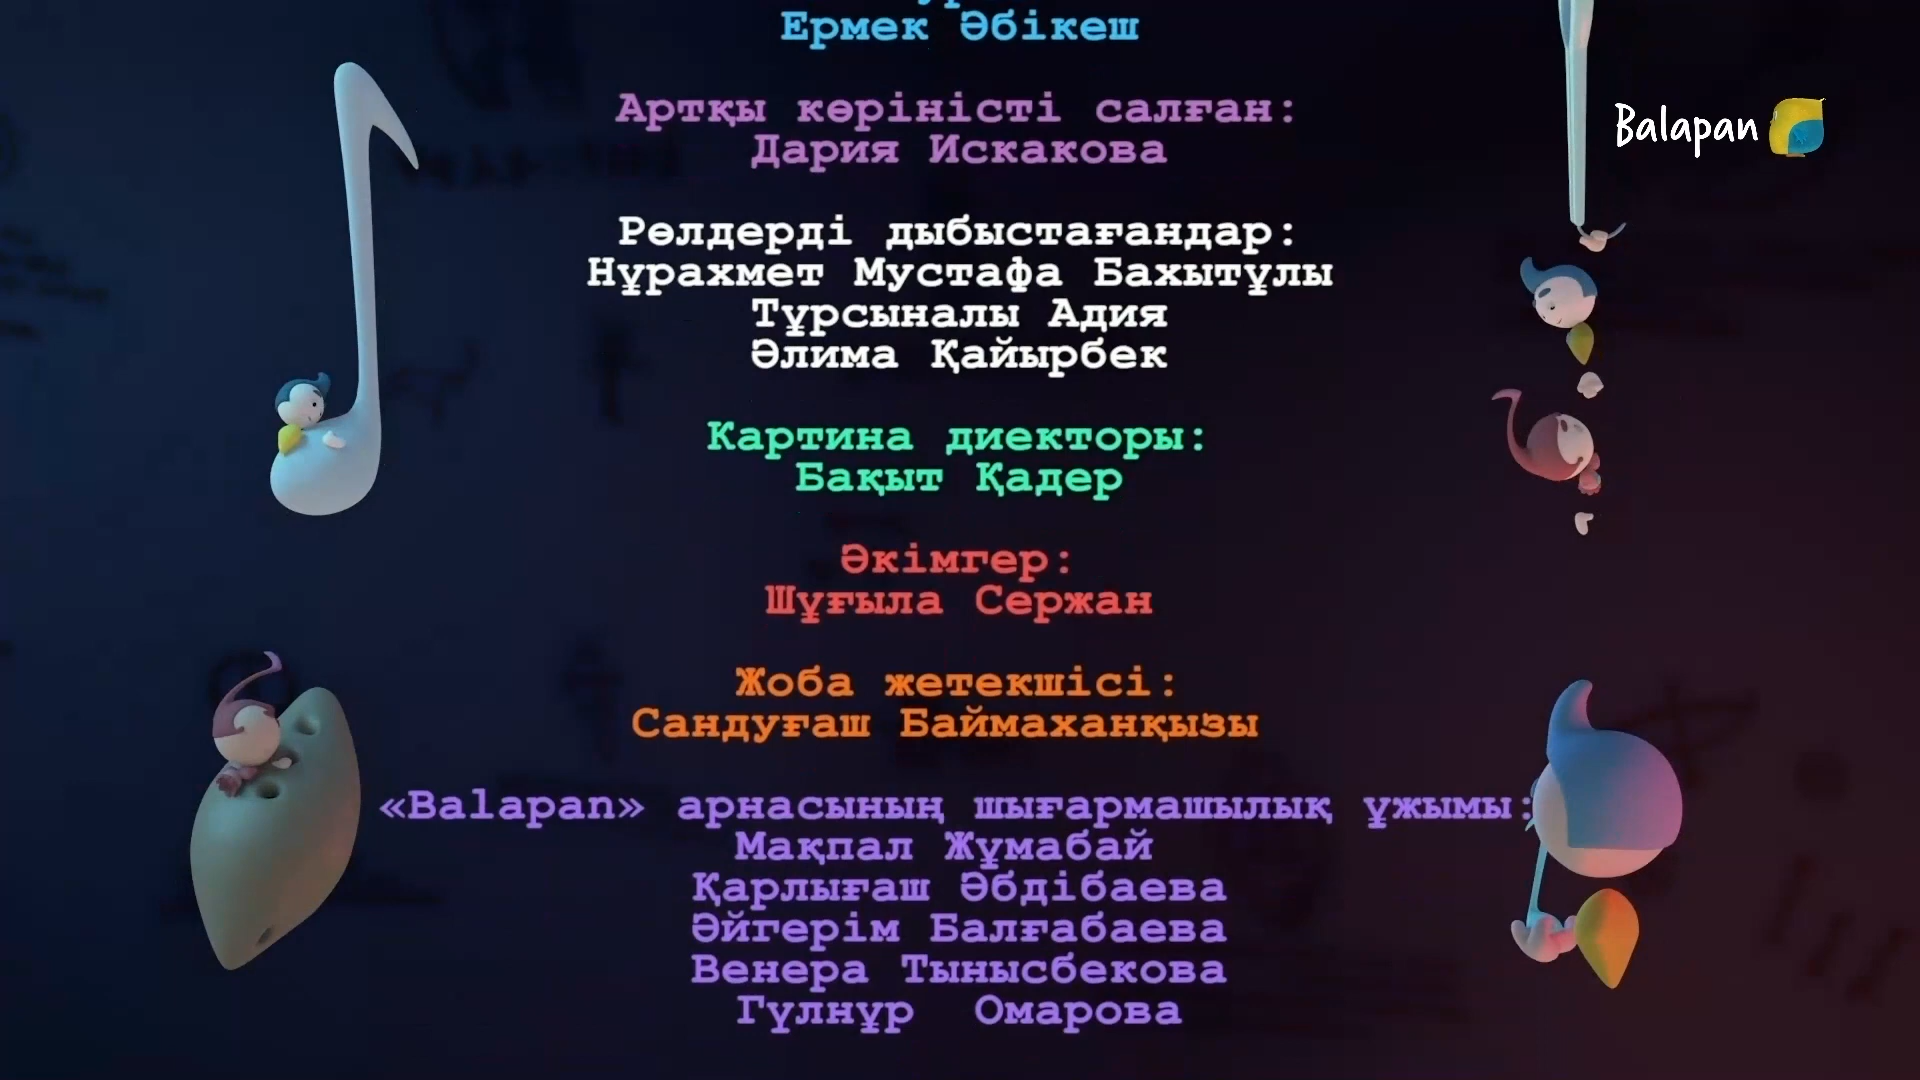 Ермек Әбікеш
Артқы көріністі салған:
Дария Искакова
Рөлдерді дыбыстағандар:
Нұрахмет Мустафа Бахытұлы
Тұрсыналы Адия
Әлима Қайырбек
Картина диекторы:
Бақыт Қадер
Әкімгер:
Шұғыла Сержан
Жоба жетекшісі:
Сандуғаш Баймаханқызы
«Balapan» арнасының шығармашылық ұжымы:
Мақпал Жұмабай
Қарлығаш Әбдібаева
Әйгерім Балғабаева
Венера Тынысбекова
Гүлнұр Омарова
Balapan